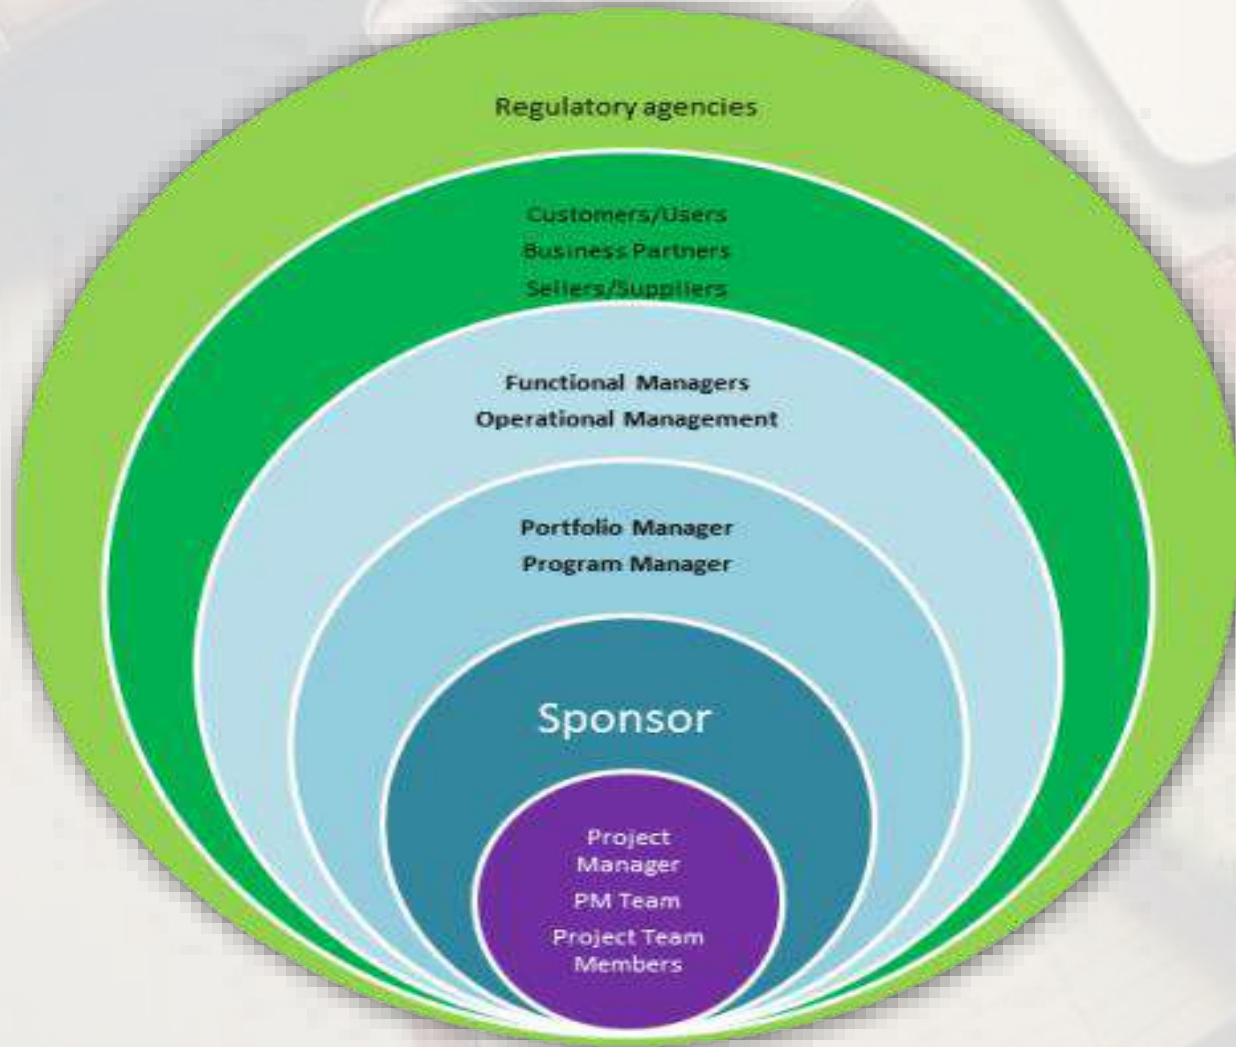 Regulatory agencies
Customers/Users
Business Partners
Sellers/Suppliers
Functional Managers
Operational Management
Portfolio Manager
Program Manager
Sponsor
Project
Manager
PM Team
Project Team
Members